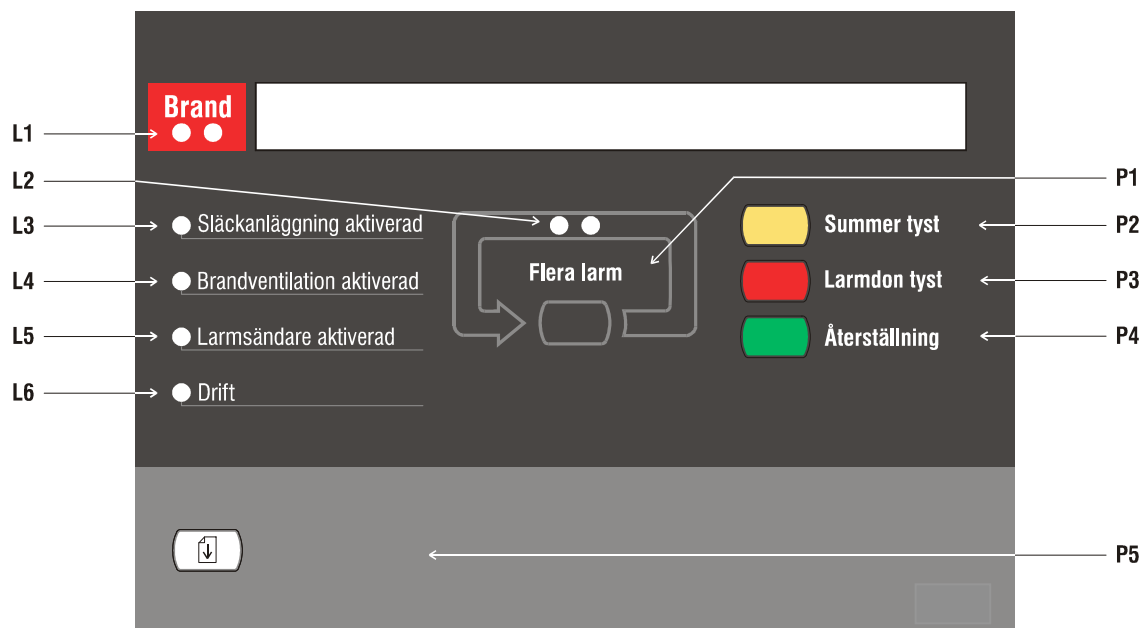 Brand
L1
L2
P1
L3
Släckanläggning aktiverad
Summer tyst
P2
L4
Brandventilation aktiverad
Flera larm
Larmdon tyst
P3
L5
Larmsändare aktiverad
Återställning
P4
L6
Drift
P5